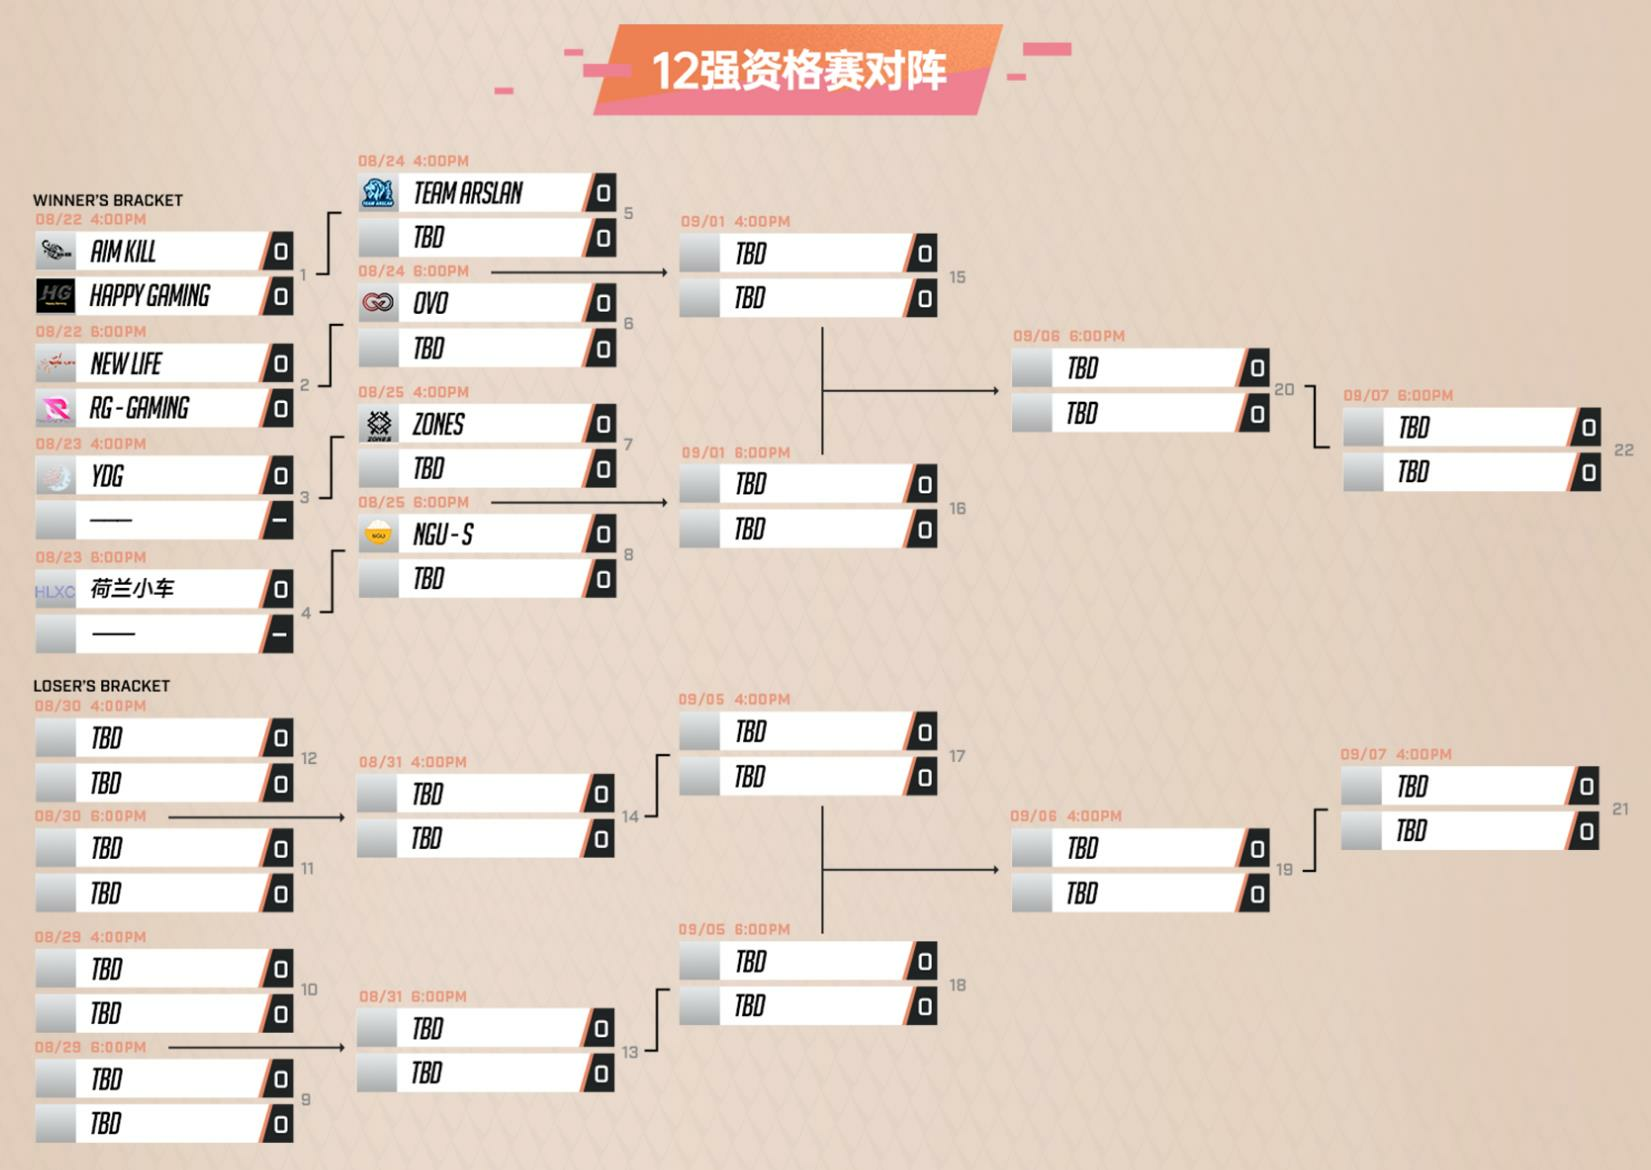 12强资格赛对阵
WINNER'S BRACKET
08/22 4:00PM
AIM KILL 0
HG HAPPY GAMING 0
1
08/22 6:00PM
NEW LIFE 0
RG - GAMING 0
2
08/23 4:00PM
YDG 0
—— –
3
08/23 6:00PM
HLXC 荷兰小车 0
—— –
4
08/24 4:00PM
TEAM ARSLAN TEAM ARSLAN 0
TBD 0
5
08/24 6:00PM
OVO 0
TBD 0
6
08/25 4:00PM
ZONES ZONES 0
TBD 0
7
08/25 6:00PM
NGU NGU - S 0
TBD 0
8
09/01 4:00PM
TBD 0
TBD 0
15
09/01 6:00PM
TBD 0
TBD 0
16
09/06 6:00PM
TBD 0
TBD 0
20
09/07 6:00PM
TBD 0
TBD 0
22
LOSER'S BRACKET
08/30 4:00PM
TBD 0
TBD 0
12
08/30 6:00PM
TBD 0
TBD 0
11
08/29 4:00PM
TBD 0
TBD 0
10
08/29 6:00PM
TBD 0
TBD 0
9
08/31 4:00PM
TBD 0
TBD 0
14
08/31 6:00PM
TBD 0
TBD 0
13
09/05 4:00PM
TBD 0
TBD 0
17
09/05 6:00PM
TBD 0
TBD 0
18
09/06 4:00PM
TBD 0
TBD 0
19
09/07 4:00PM
TBD 0
TBD 0
21